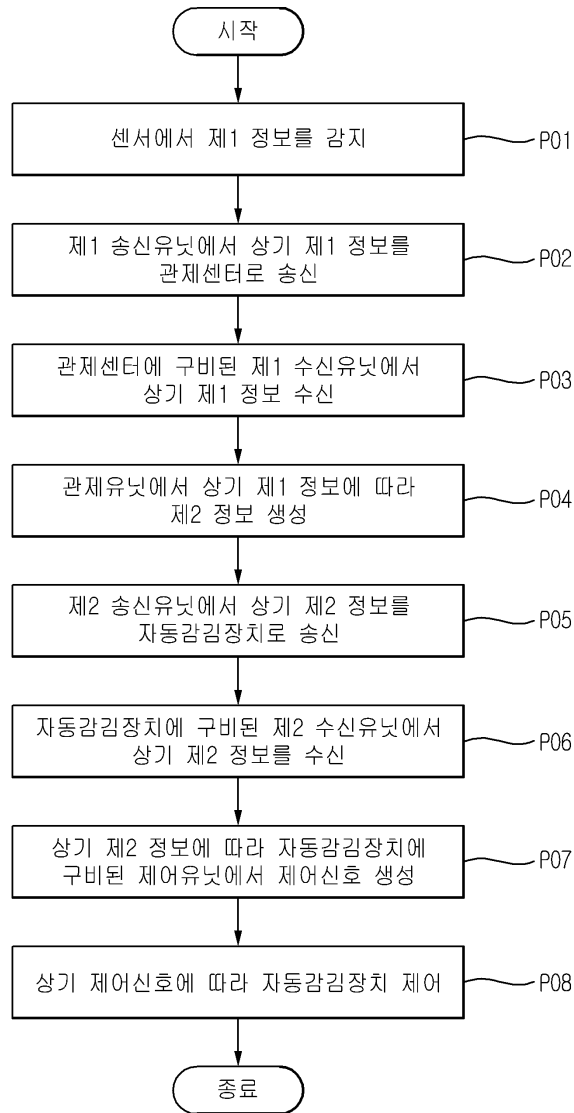 시작
센서에서 제1 정보를 감지
P01
제1 송신유닛에서 상기 제1 정보를
관제센터로 송신
P02
관제센터에 구비된 제1 수신유닛에서
상기 제1 정보 수신
P03
관제유닛에서 상기 제1 정보에 따라
제2 정보 생성
P04
제2 송신유닛에서 상기 제2 정보를
자동감김장치로 송신
P05
자동감김장치에 구비된 제2 수신유닛에서
상기 제2 정보를 수신
P06
상기 제2 정보에 따라 자동감김장치에
구비된 제어유닛에서 제어신호 생성
P07
상기 제어신호에 따라 자동감김장치 제어
P08
종료